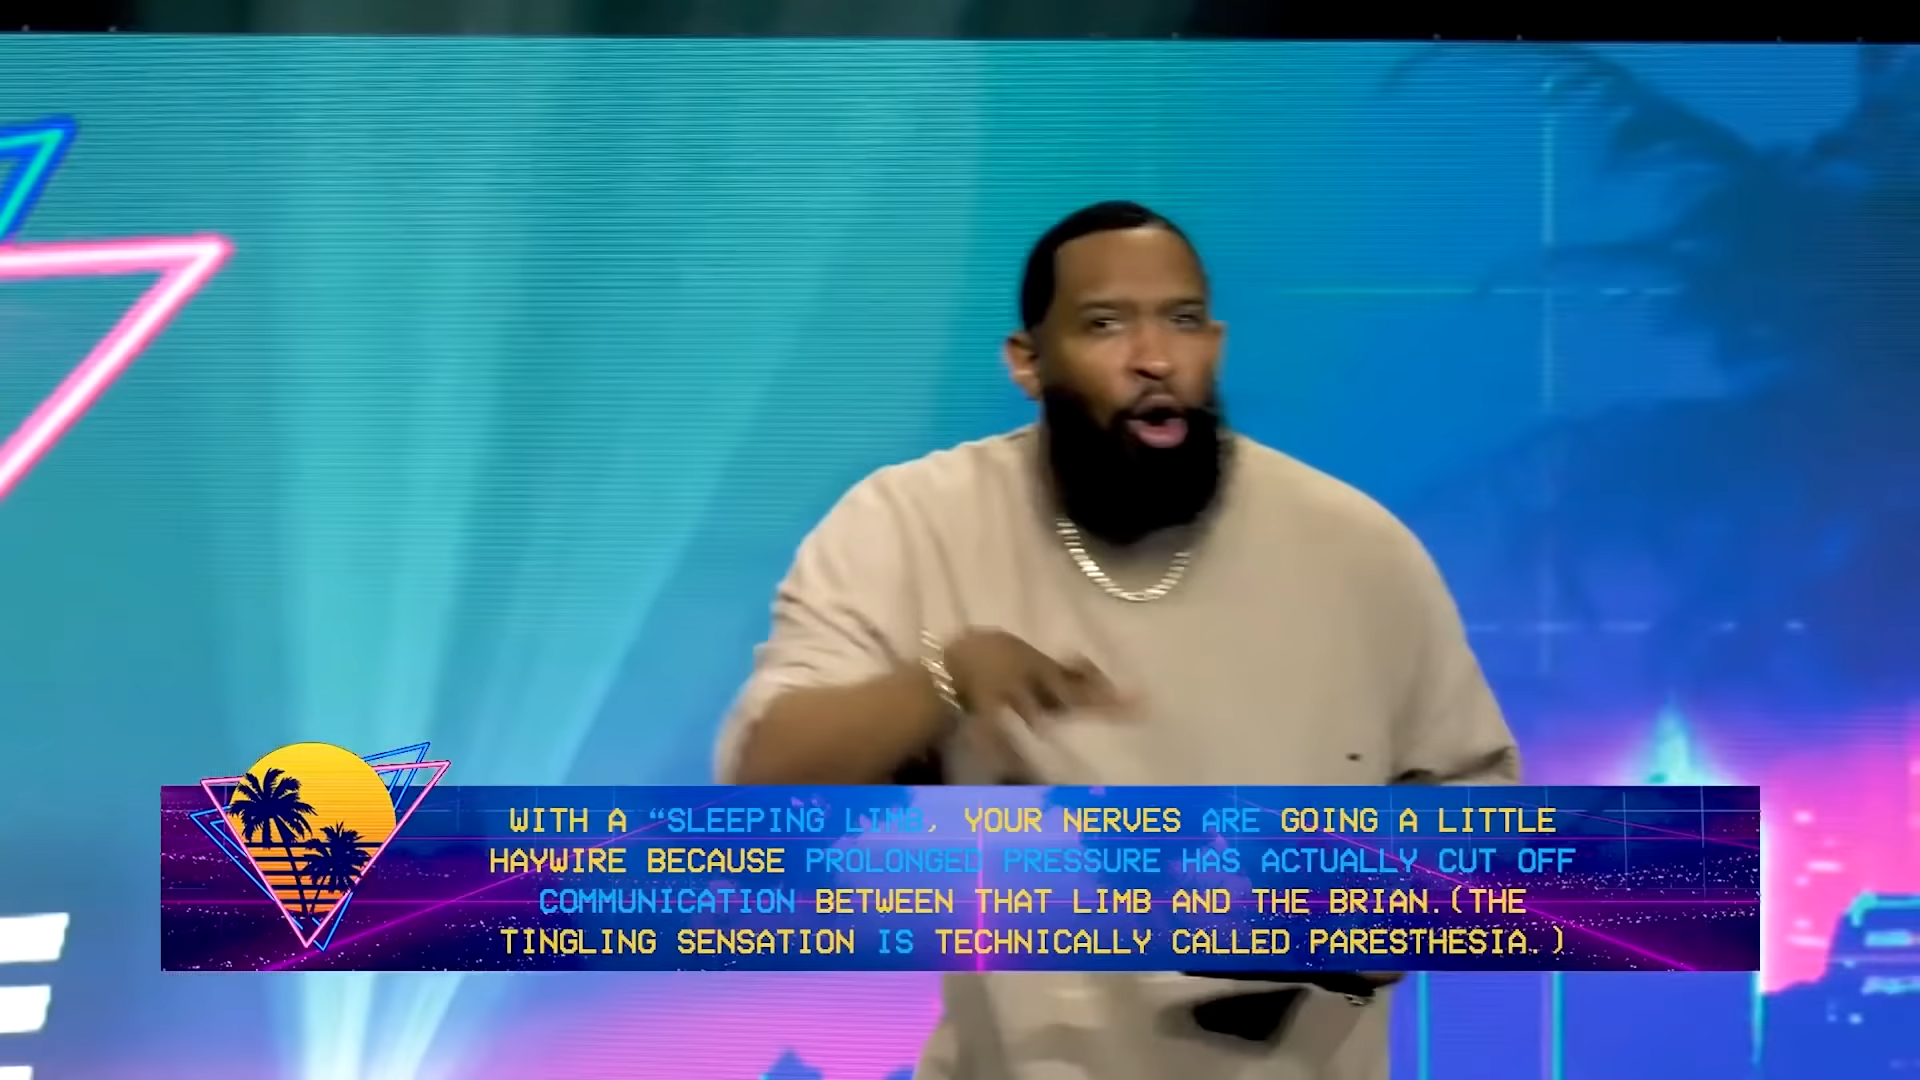 WITH A “SLEEPING LIMB, YOUR NERVES ARE GOING A LITTLE
HAYWIRE BECAUSE PROLONGED PRESSURE HAS ACTUALLY CUT OFF
COMMUNICATION BETWEEN THAT LIMB AND THE BRIAN.(THE
TINGLING SENSATION IS TECHNICALLY CALLED PARESTHESIA.)